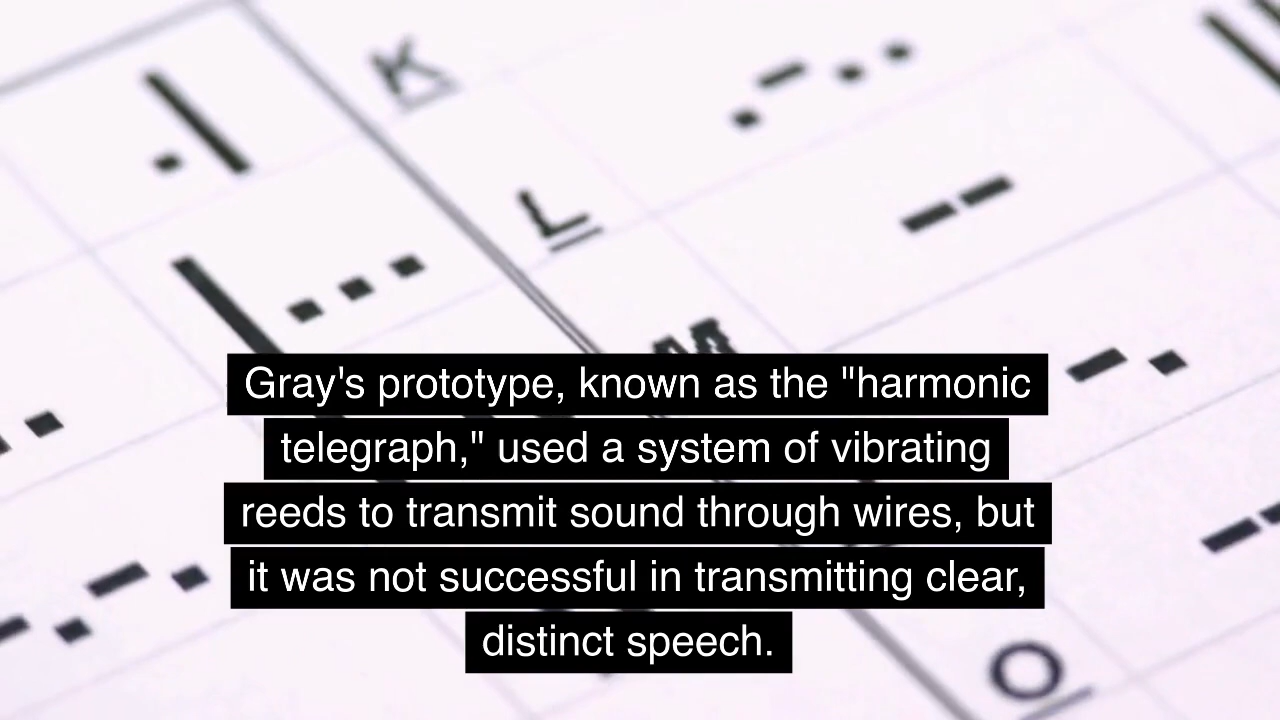 K
L
M
Gray's prototype, known as the "harmonic
telegraph," used a system of vibrating
reeds to transmit sound through wires, but
it was not successful in transmitting clear,
distinct speech.
O